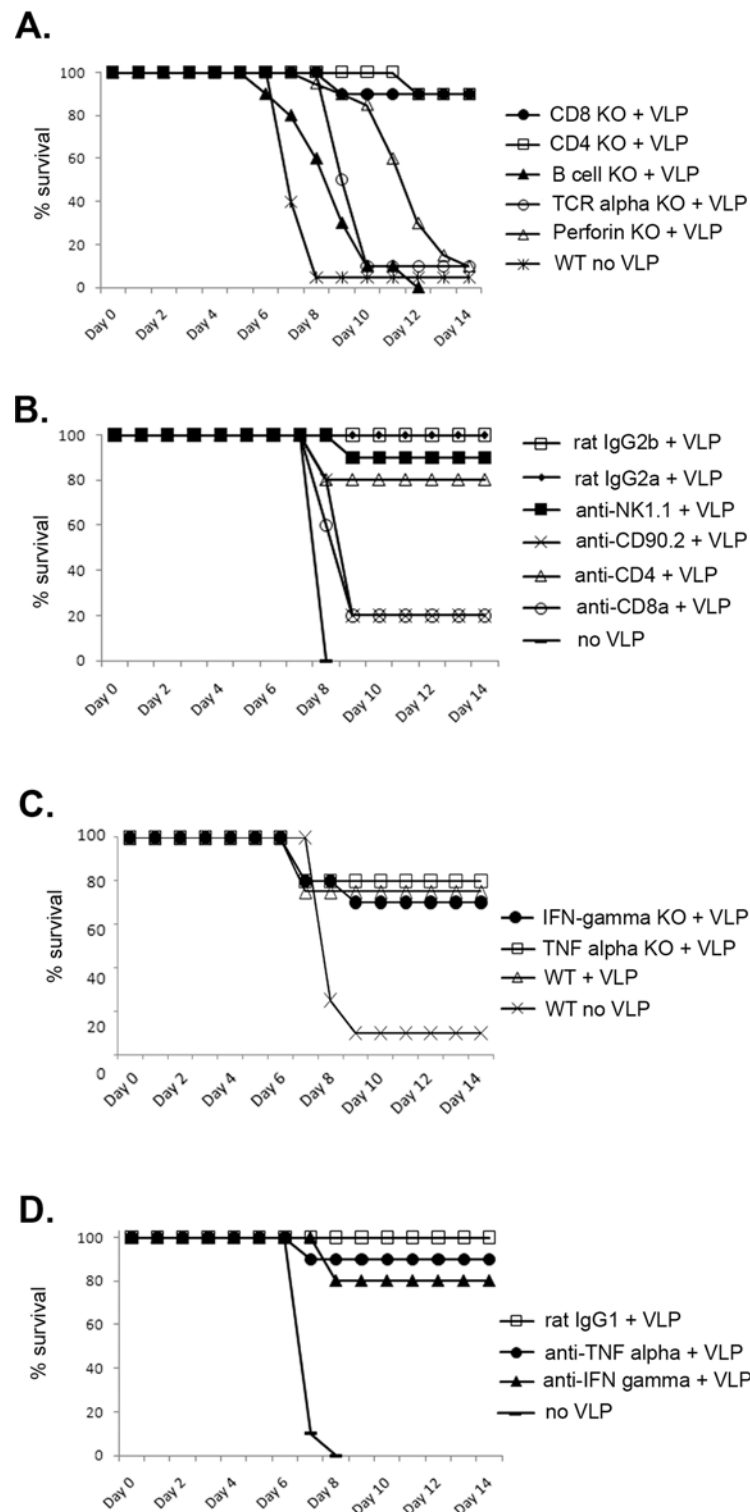 A.
% survival
100
80
60
40
20
0
Day 0
Day 2
Day 4
Day 6
Day 8
Day 10
Day 12
Day 14
CD8 KO + VLP
CD4 KO + VLP
B cell KO + VLP
TCR alpha KO + VLP
Perforin KO + VLP
WT no VLP
B.
% survival
100
80
60
40
20
0
Day 0
Day 2
Day 4
Day 6
Day 8
Day 10
Day 12
Day 14
rat IgG2b + VLP
rat IgG2a + VLP
anti-NK1.1 + VLP
anti-CD90.2 + VLP
anti-CD4 + VLP
anti-CD8a + VLP
no VLP
C.
% survival
100
80
60
40
20
0
Day 0
Day 2
Day 4
Day 6
Day 8
Day 10
Day 12
Day 14
IFN-gamma KO + VLP
TNF alpha KO + VLP
WT + VLP
WT no VLP
D.
% survival
100
80
60
40
20
0
Day 0
Day 2
Day 4
Day 6
Day 8
Day 10
Day 12
Day 14
rat IgG1 + VLP
anti-TNF alpha + VLP
anti-IFN gamma + VLP
no VLP